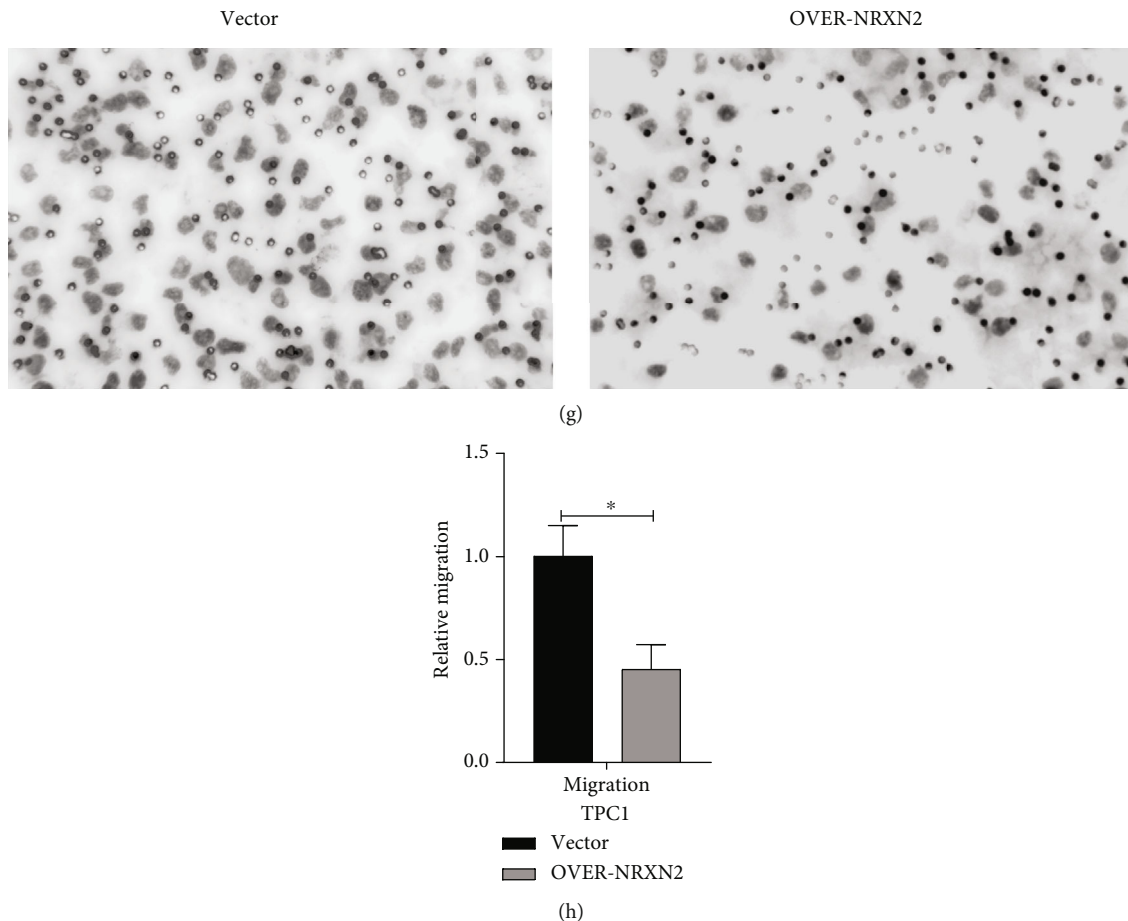 Vector
OVER-NRXN2
(g)
1.5
*
1.0
Relative migration
0.5
0.0
Migration
TPC1
Vector
OVER-NRXN2
(h)